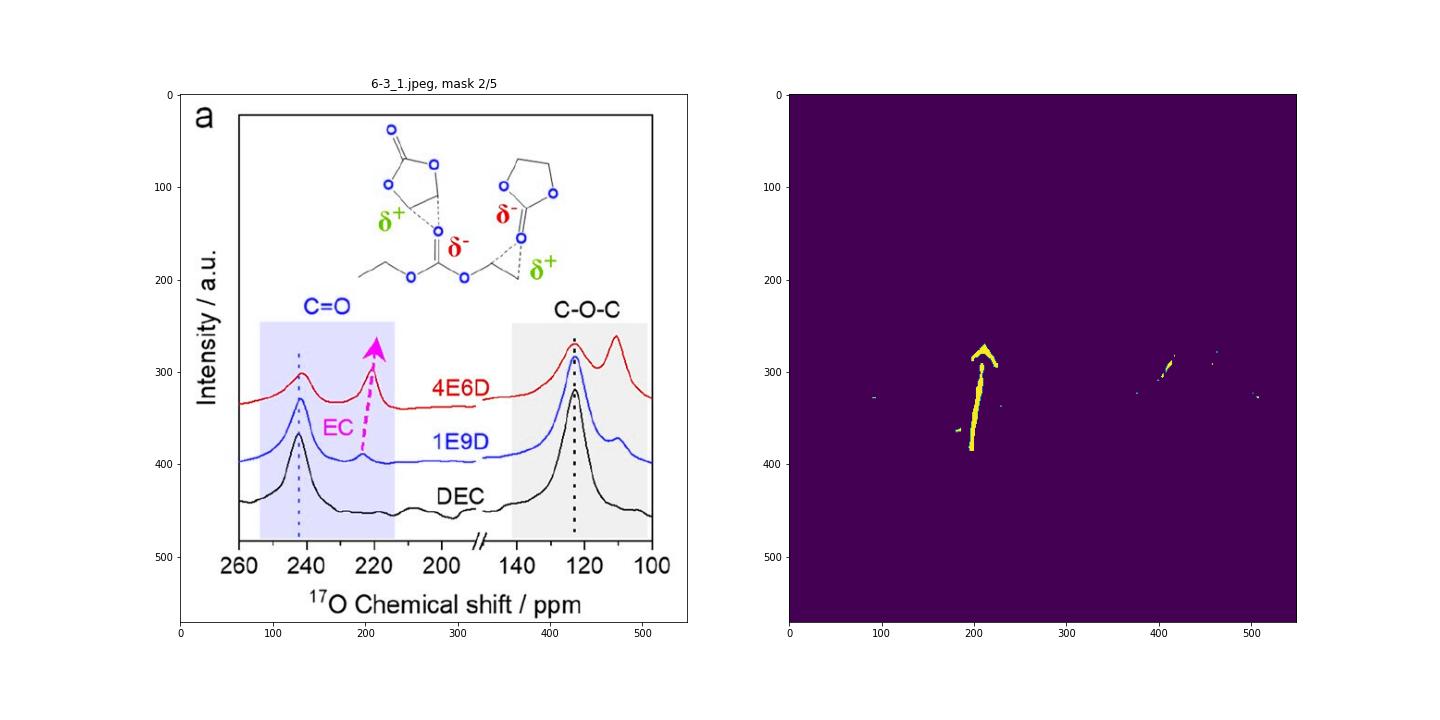 6-3_1.jpeg, mask 2/5
a
O
O
O
O
O
δ+
δ-
O
O
δ-
O
δ+
O
O
C=O
C-O-C
4E6D
EC
1E9D
DEC
Intensity / a.u.
260 240 220 200 140 120 100
17O Chemical shift / ppm
0
100
200
300
400
500
0 100 200 300 400 500
0
100
200
300
400
500
0 100 200 300 400 500